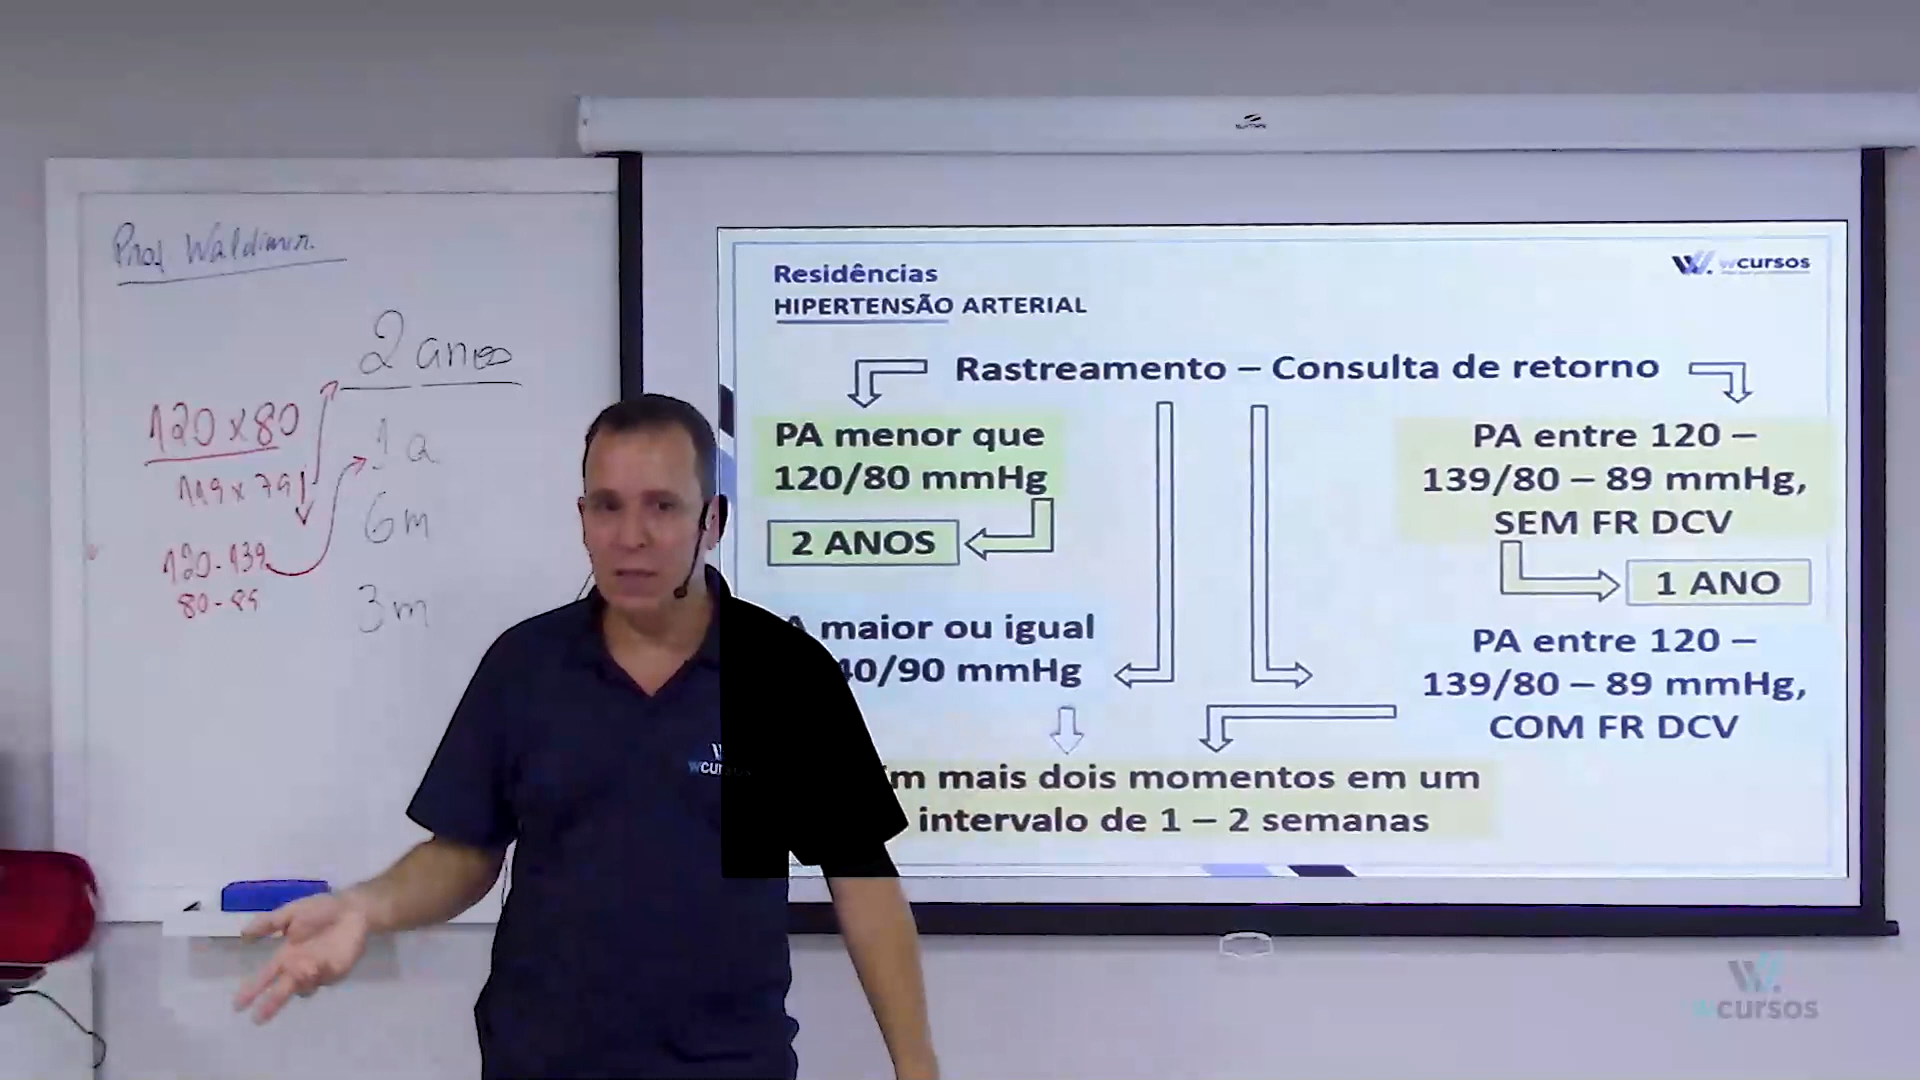 Prof Waldimir.
2 anos
120 x 80
119 x 79
1 a
6 m
120-139
80-89
3 m
Residências
HIPERTENSÃO ARTERIAL
wcursos
Rastreamento – Consulta de retorno
PA menor que
120/80 mmHg
2 ANOS
PA entre 120 –
139/80 – 89 mmHg,
SEM FR DCV
1 ANO
maior ou igual
40/90 mmHg
PA entre 120 –
139/80 – 89 mmHg,
COM FR DCV
m mais dois momentos em um
intervalo de 1 – 2 semanas
wcursos